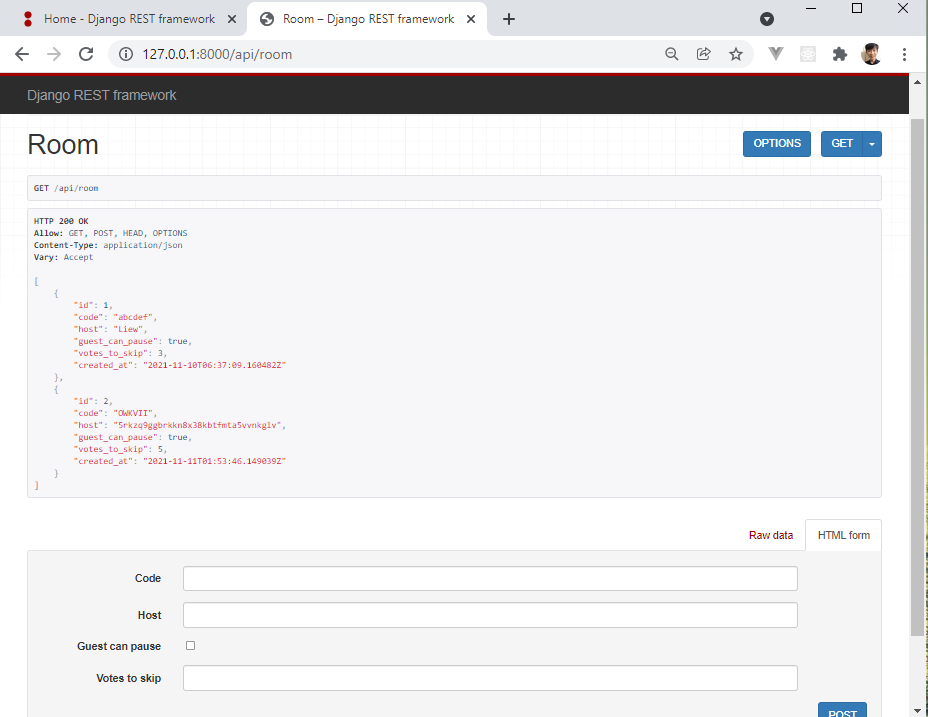 Home - Django REST framework
Room – Django REST framework
127.0.0.1:8000/api/room
Django REST framework
Room
OPTIONS
GET
GET /api/room
HTTP 200 OK
Allow: GET, POST, HEAD, OPTIONS
Content-Type: application/json
Vary: Accept
[
{
"id": 1,
"code": "abcdef",
"host": "Liew",
"guest_can_pause": true,
"votes_to_skip": 3,
"created_at": "2021-11-10T06:37:09.160482Z"
},
{
"id": 2,
"code": "OWKVII",
"host": "5rkzq9ggbrkkn8x38kbtfmta5vvnkglv",
"guest_can_pause": true,
"votes_to_skip": 5,
"created_at": "2021-11-11T01:53:46.149039Z"
}
]
Raw data
HTML form
Code
Host
Guest can pause
Votes to skip
POST